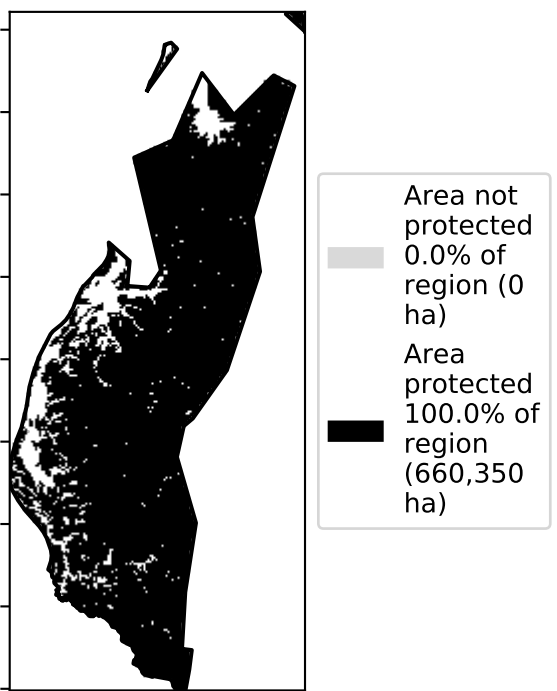 Area not
protected
0.0% of
region (0
ha)
Area
protected
100.0% of
region
(660,350
ha)